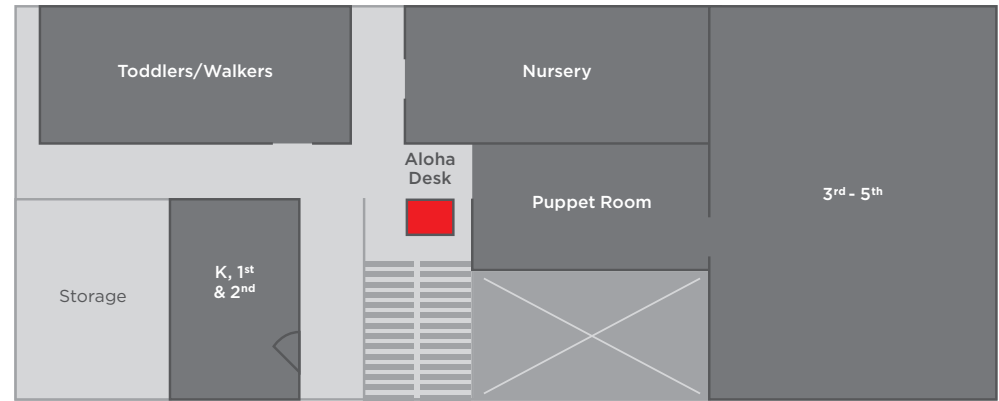 Toddlers/Walkers
Nursery
Aloha
Desk
Puppet Room
3rd - 5th
K, 1st
& 2nd
Storage